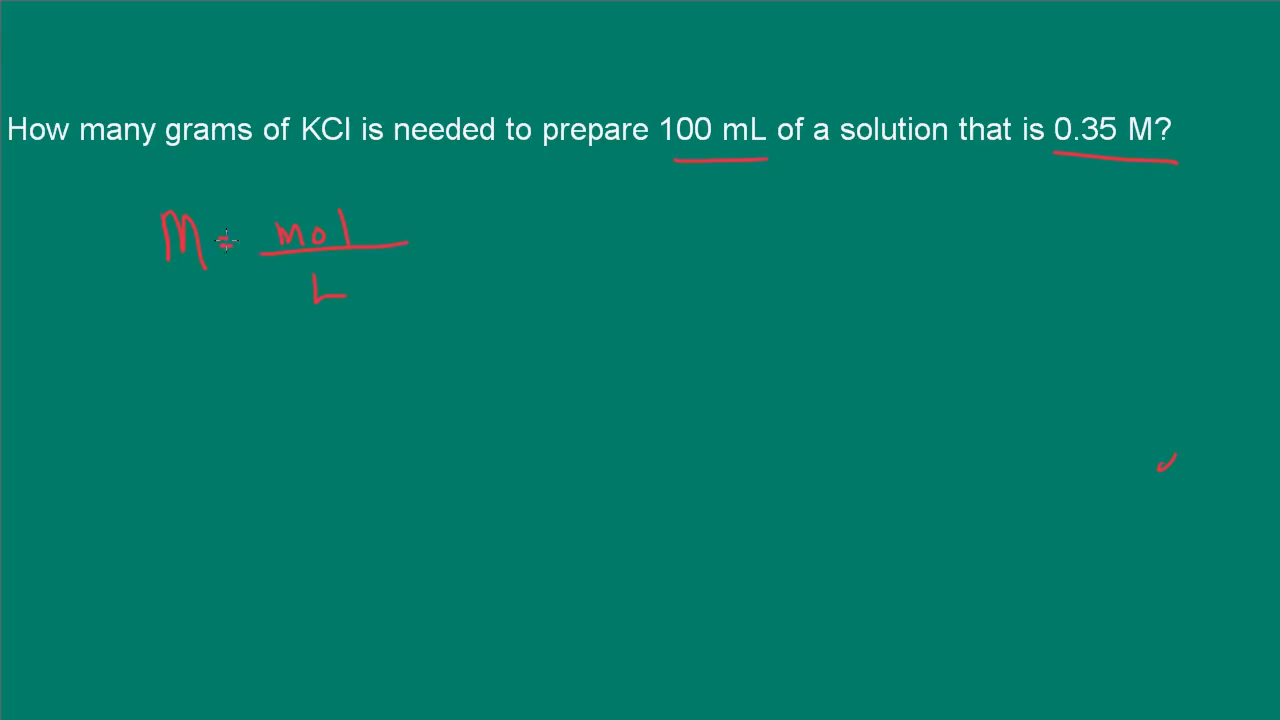 How many grams of KCl is needed to prepare 100 mL of a solution that is 0.35 M?
M = mol
L